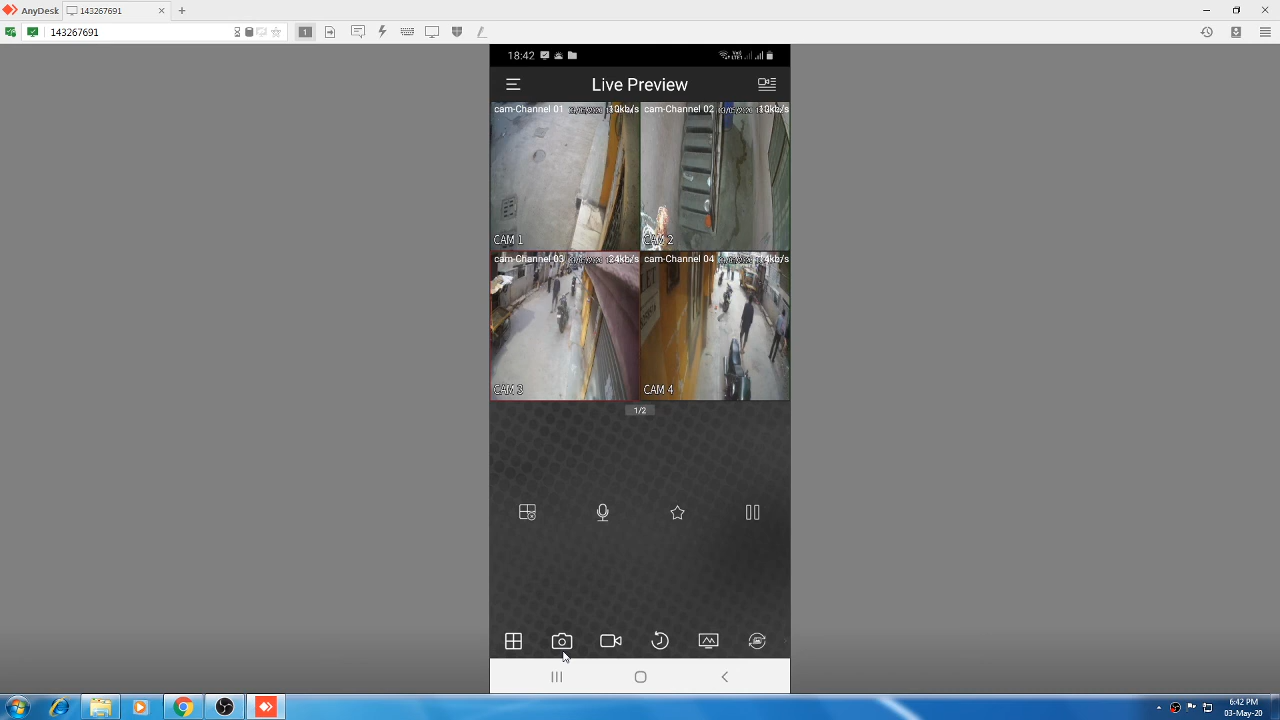 AnyDesk
143267691
143267691
1
18:42
Live Preview
cam-Channel 01
10kb/s
cam-Channel 02
10kb/s
CAM 1
CAM 2
cam-Channel 03
24kb/s
cam-Channel 04
CAM 3
CAM 4
1/2
6:42 PM
03-May-20